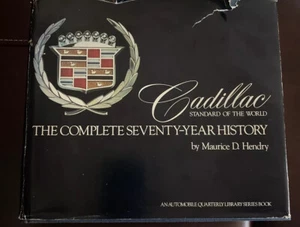 Cadillac
STANDARD OF THE WORLD
THE COMPLETE SEVENTY-YEAR HISTORY
by Maurice D. Hendry
AN AUTOMOBILE QUARTERLY LIBRARY SERIES BOOK